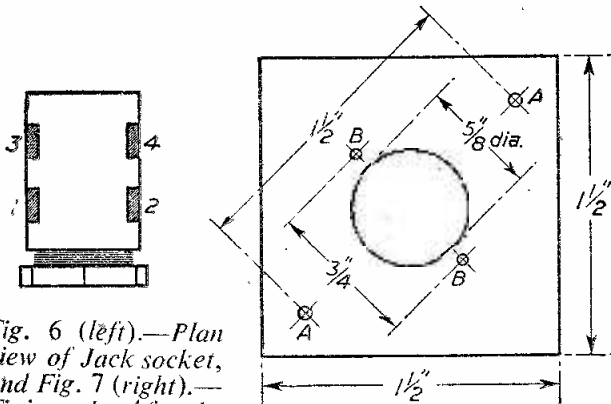 3
4
1
2
A
B
1½"
5/8" dia.
1½"
3/4"
B
A
1½"
Fig. 6 (left).—Plan
view of Jack socket,
and Fig. 7 (right).—